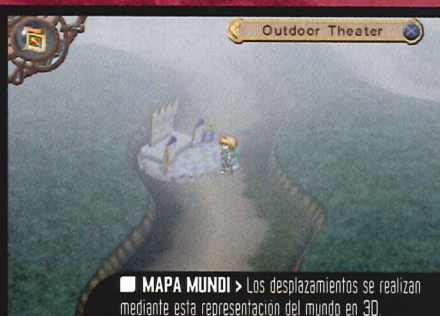 Outdoor Theater
■ MAPA MUNDI > Los desplazamientos se realizan
mediante esta representación del mundo en 3D.